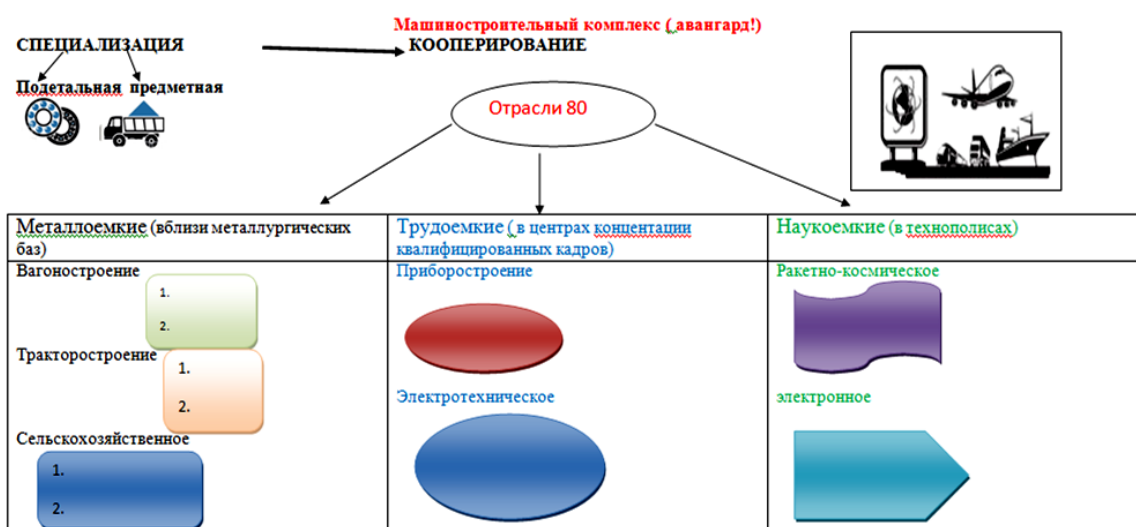 Машиностроительный комплекс ( авангард!)
СПЕЦИАЛИЗАЦИЯ
КООПЕРИРОВАНИЕ
Подетальная предметная
Отрасли 80
Металлоемкие (вблизи металлургических
баз)
Трудоемкие ( в центрах концентации
квалифицированных кадров)
Наукоемкие (в технополисах)
Вагоностроение
1.
2.
Тракторостроение
1.
2.
Сельскохозяйственное
1.
2.
Приборостроение
Электротехническое
Ракетно-космическое
электронное